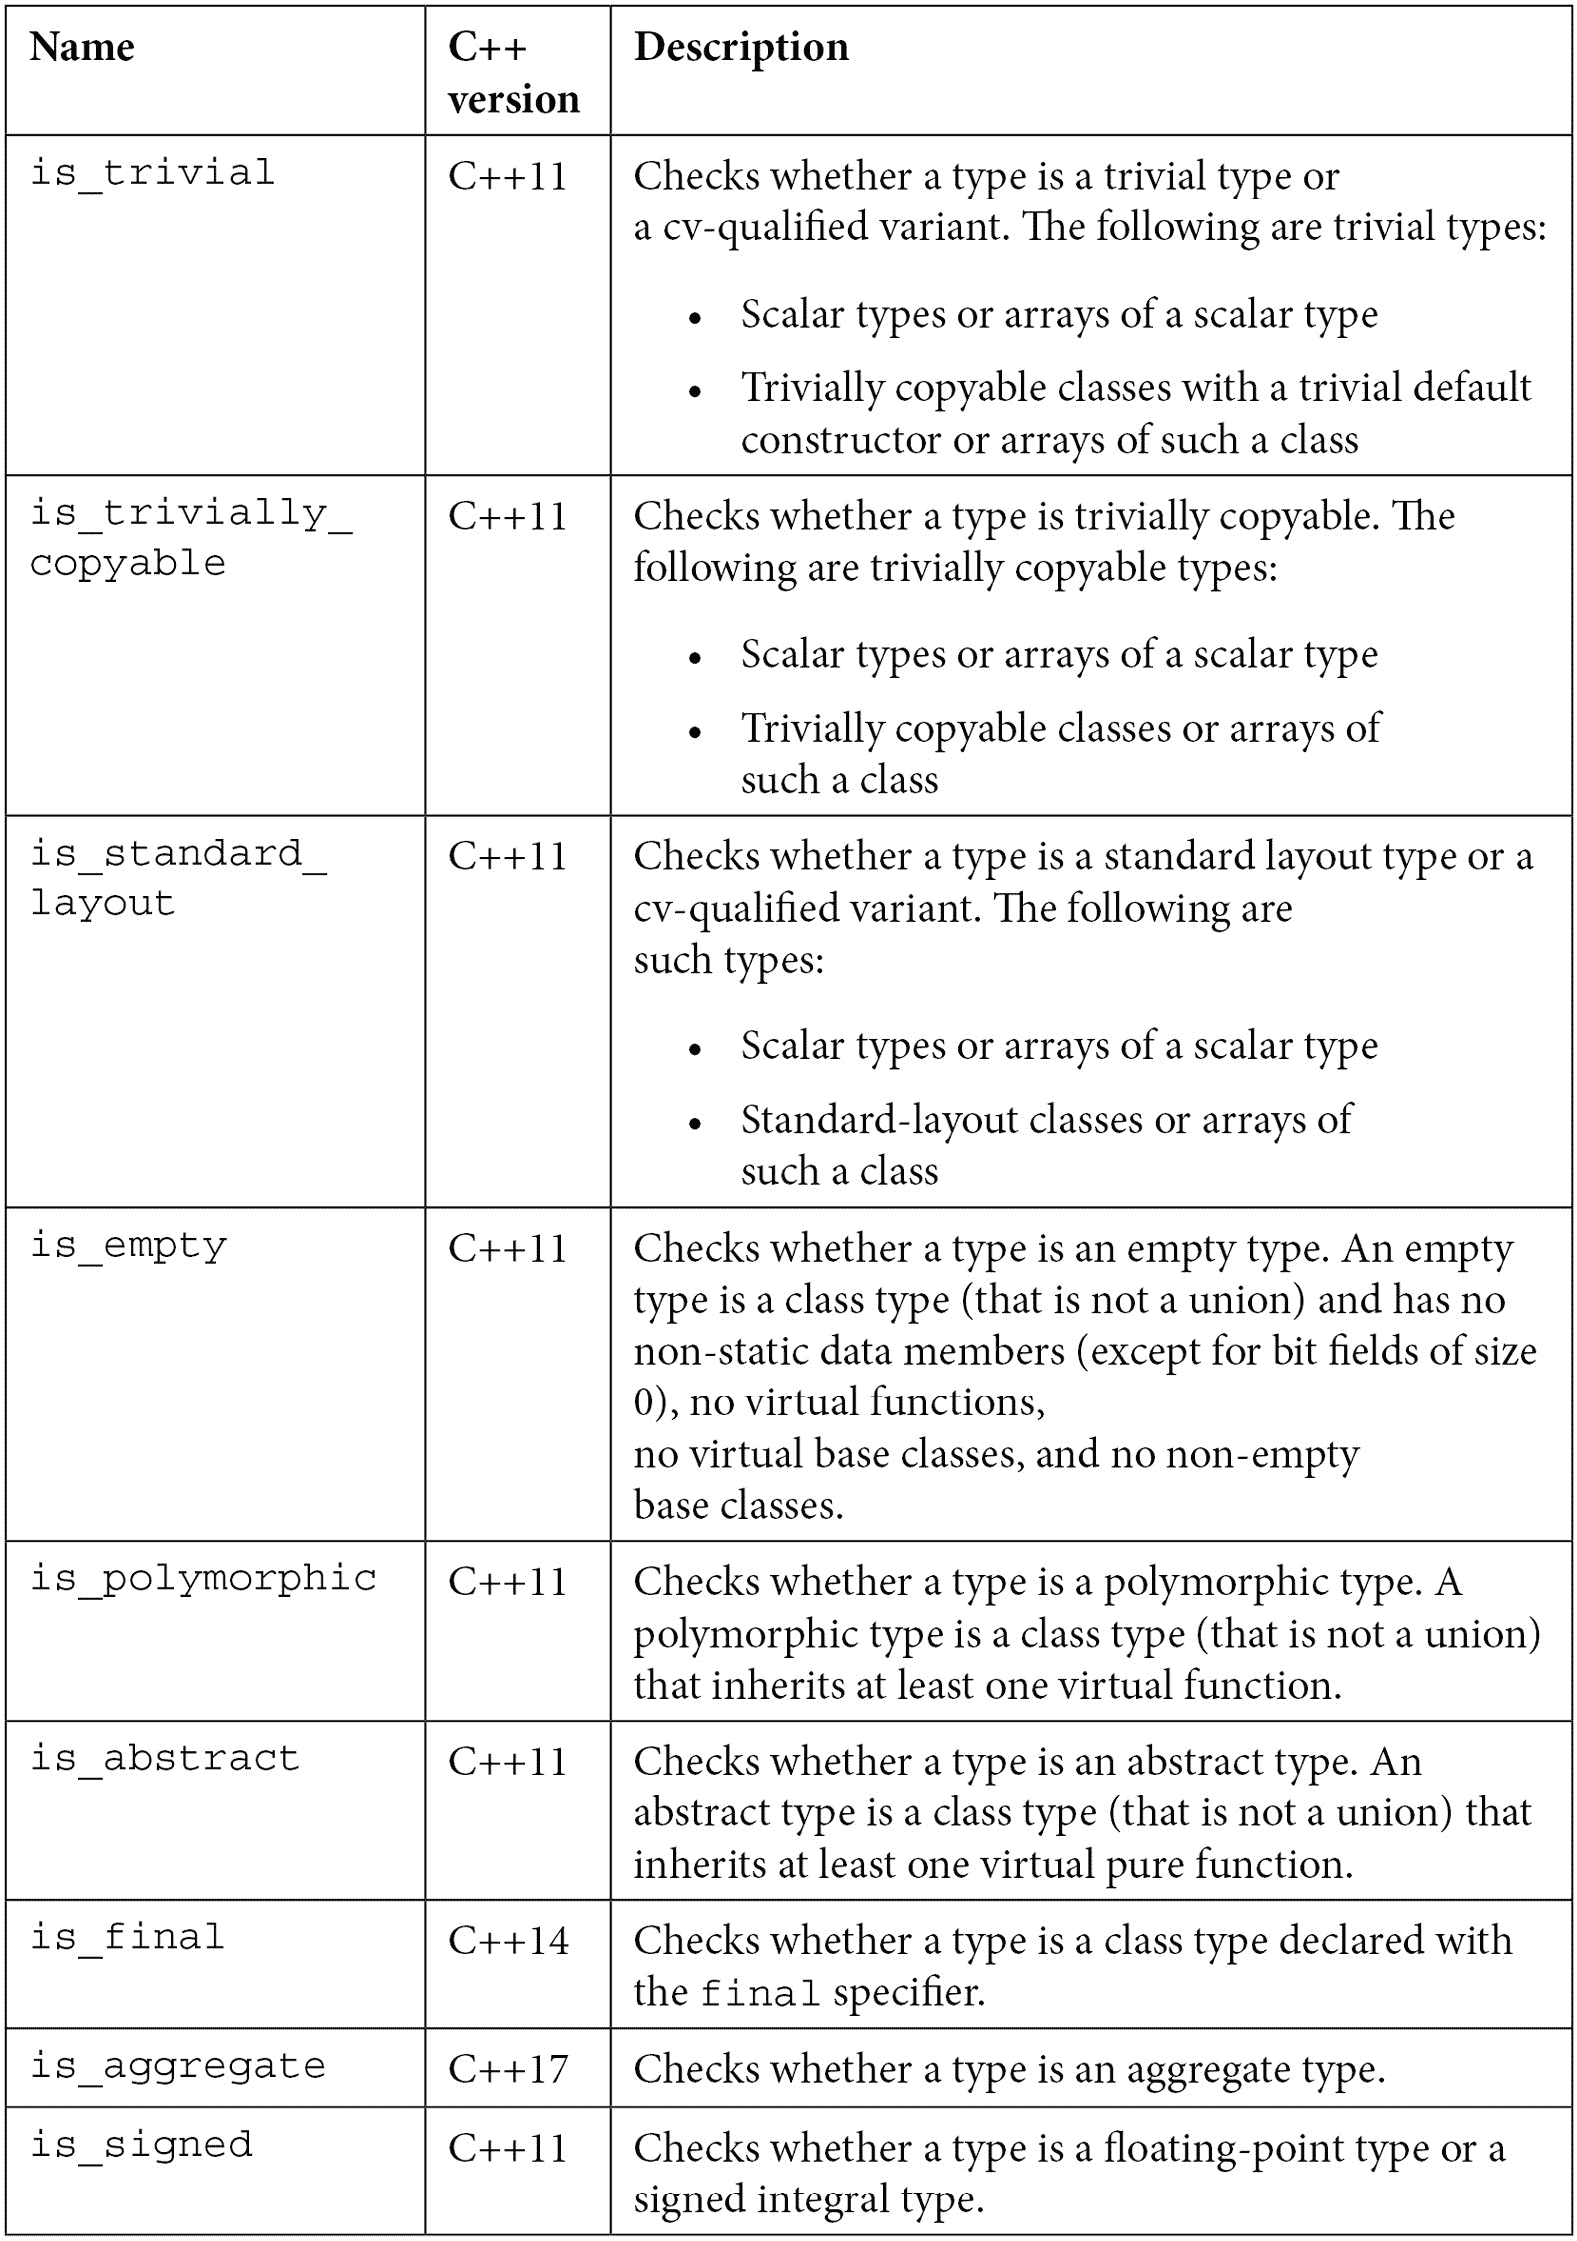 Name
C++
version
Description
is_trivial
C++11
Checks whether a type is a trivial type or
a cv-qualified variant. The following are trivial types:
• Scalar types or arrays of a scalar type
• Trivially copyable classes with a trivial default
constructor or arrays of such a class
is_trivially_
copyable
C++11
Checks whether a type is trivially copyable. The
following are trivially copyable types:
• Scalar types or arrays of a scalar type
• Trivially copyable classes or arrays of
such a class
is_standard_
layout
C++11
Checks whether a type is a standard layout type or a
cv-qualified variant. The following are
such types:
• Scalar types or arrays of a scalar type
• Standard-layout classes or arrays of
such a class
is_empty
C++11
Checks whether a type is an empty type. An empty
type is a class type (that is not a union) and has no
non-static data members (except for bit fields of size
0), no virtual functions,
no virtual base classes, and no non-empty
base classes.
is_polymorphic
C++11
Checks whether a type is a polymorphic type. A
polymorphic type is a class type (that is not a union)
that inherits at least one virtual function.
is_abstract
C++11
Checks whether a type is an abstract type. An
abstract type is a class type (that is not a union) that
inherits at least one virtual pure function.
is_final
C++14
Checks whether a type is a class type declared with
the final specifier.
is_aggregate
C++17
Checks whether a type is an aggregate type.
is_signed
C++11
Checks whether a type is a floating-point type or a
signed integral type.